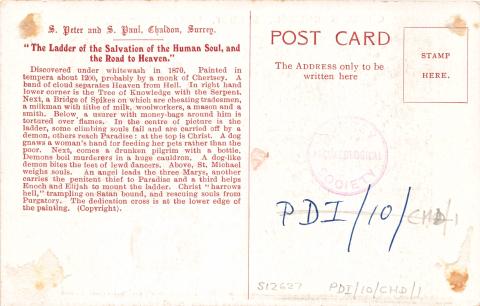 S. Peter and S. Paul, Chaldon, Surrey.
"The Ladder of the Salvation of the Human Soul, and
the Road to Heaven."
Discovered under whitewash in 1870. Painted in
tempera about 1200, probably by a monk of Chertsey. A
band of cloud separates Heaven from Hell. In right hand
lower corner is the Tree of Knowledge with the Serpent.
Next, a Bridge of Spikes on which are cheating tradesmen,
a milkman with tithe of milk, woolworkers, a mason and a
smith. Below, a usurer with money-bags around him is
tortured over flames. In the centre of picture is the
ladder, some climbing souls fail and are carried off by a
demon, others reach Paradise: at the top is Christ. A dog
gnaws a woman's hand for feeding her pets rather than the
poor. Next, comes a drunken pilgrim with a bottle.
Demons boil murderers in a huge cauldron. A dog-like
demon bites the feet of lewd dancers. Above, St. Michael
weighs souls. An angel leads the three Marys, another
carries the penitent thief to Paradise and a third helps
Enoch and Elijah to mount the ladder. Christ "harrows
hell," trampling on Satan bound, and rescuing souls from
Purgatory. The dedication cross is at the lower edge of
the painting. (Copyright).
POST CARD
The ADDRESS only to be
written here
STAMP
HERE.
ARCHAEOLOGICAL
SOCIETY
PDI/10/CHD/1
S12627
PDI/10/CHD/1